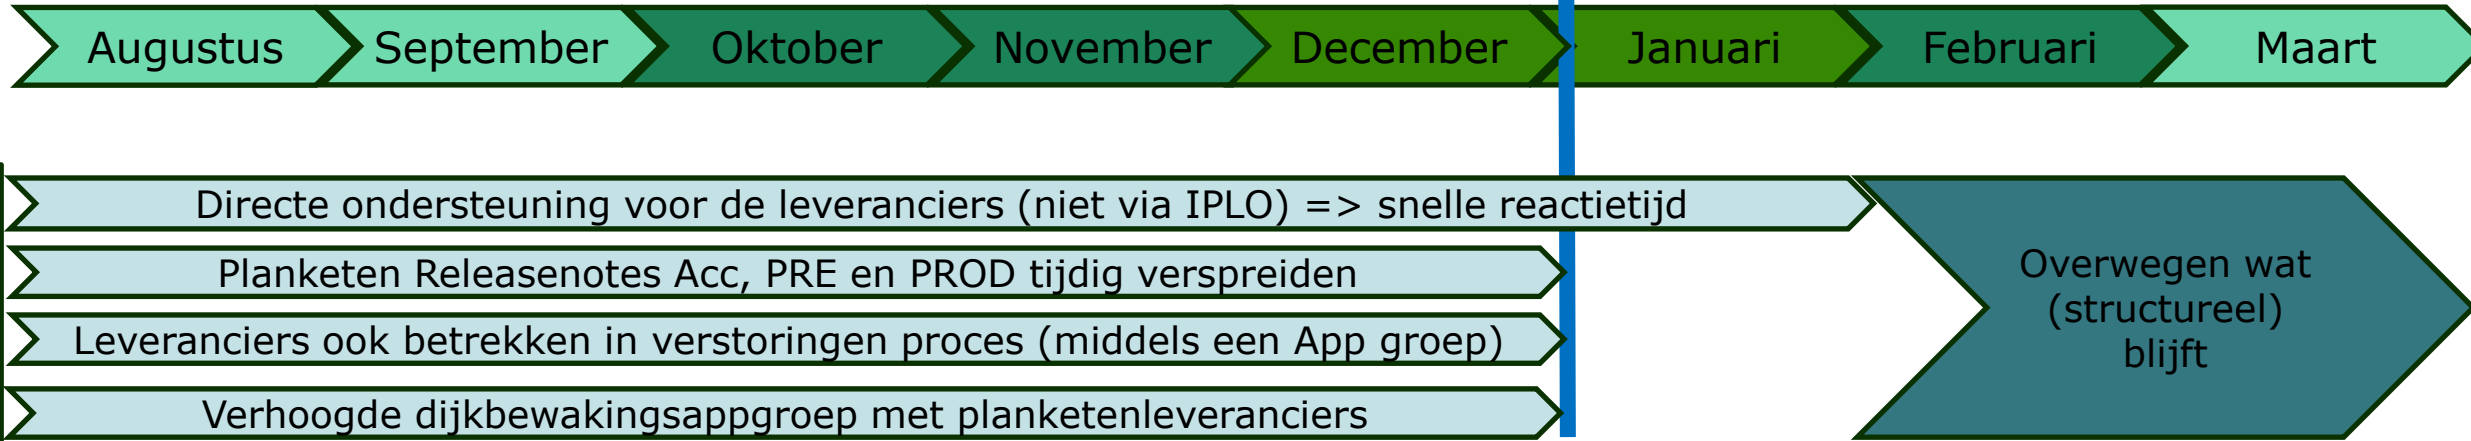 Augustus September Oktober November December Januari Februari Maart
Directe ondersteuning voor de leveranciers (niet via IPLO) => snelle reactietijd
Planketen Releasenotes Acc, PRE en PROD tijdig verspreiden
Leveranciers ook betrekken in verstoringen proces (middels een App groep)
Verhoogde dijkbewakingsappgroep met planketenleveranciers
Overwegen wat
(structureel)
blijft